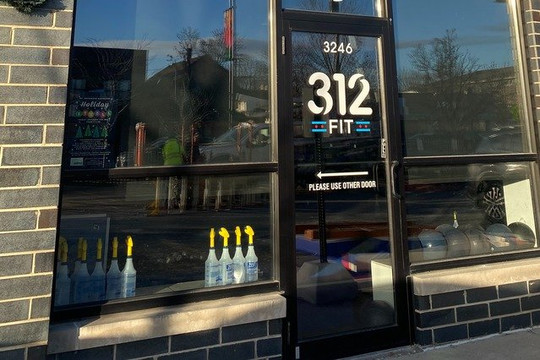 3246
312
FIT
PLEASE USE OTHER DOOR
Holiday